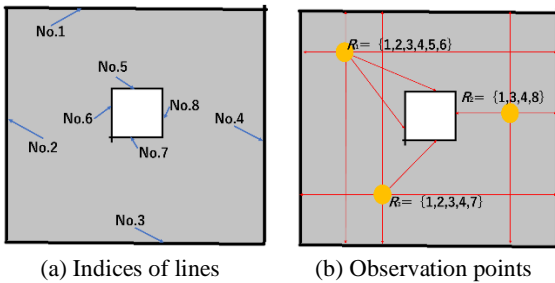 No.1
No.5
No.6
No.8
No.4
No.2
No.7
No.3
(a) Indices of lines
R₁= {1,2,3,4,5,6}
R₂= {1,3,4,8}
R₃= {1,2,3,4,7}
(b) Observation points